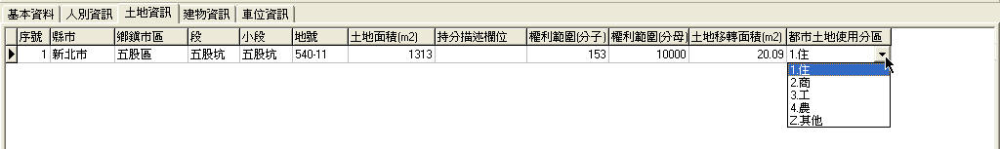 基本資料 人別資訊 土地資訊 建物資訊 車位資訊
序號 縣市 鄉鎮市區 段 小段 地號 土地面積(m2) 持分描述欄位 權利範圍(分子) 權利範圍(分母) 土地移轉面積(m2) 都市土地使用分區
1 新北市 五股區 五股坑 五股坑 540-11 1313 153 10000 20.09 1.住
1.住
2.商
3.工
4.農
Z.其他